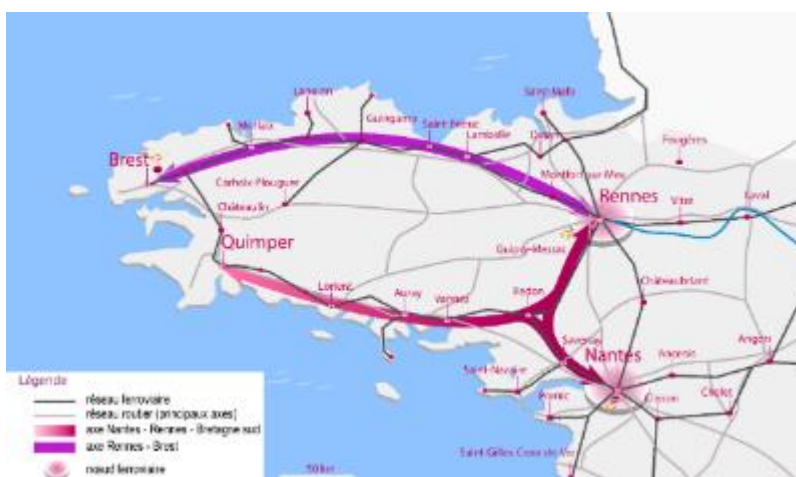 Lannion
Saint-Malo
Guingamp
Morlaix
Saint-Brieuc
Lamballe
Dinan
Fougères
Brest
Montfort-sur-Meu
Carhaix-Plouguer
Rennes
Vitré
Laval
Châteaulin
Quimper
Guipry-Messac
Châteaubriant
Lorient
Auray
Vannes
Redon
Savenay
Nantes
Ancenis
Angers
Saint-Nazaire
Pornic
Clisson
Cholet
Saint-Gilles-Croix-de-Vie
50 km
Légende
réseau ferroviaire
réseau routier (principaux axes)
axe Nantes - Rennes - Bretagne sud
axe Rennes - Brest
nœud ferroviaire